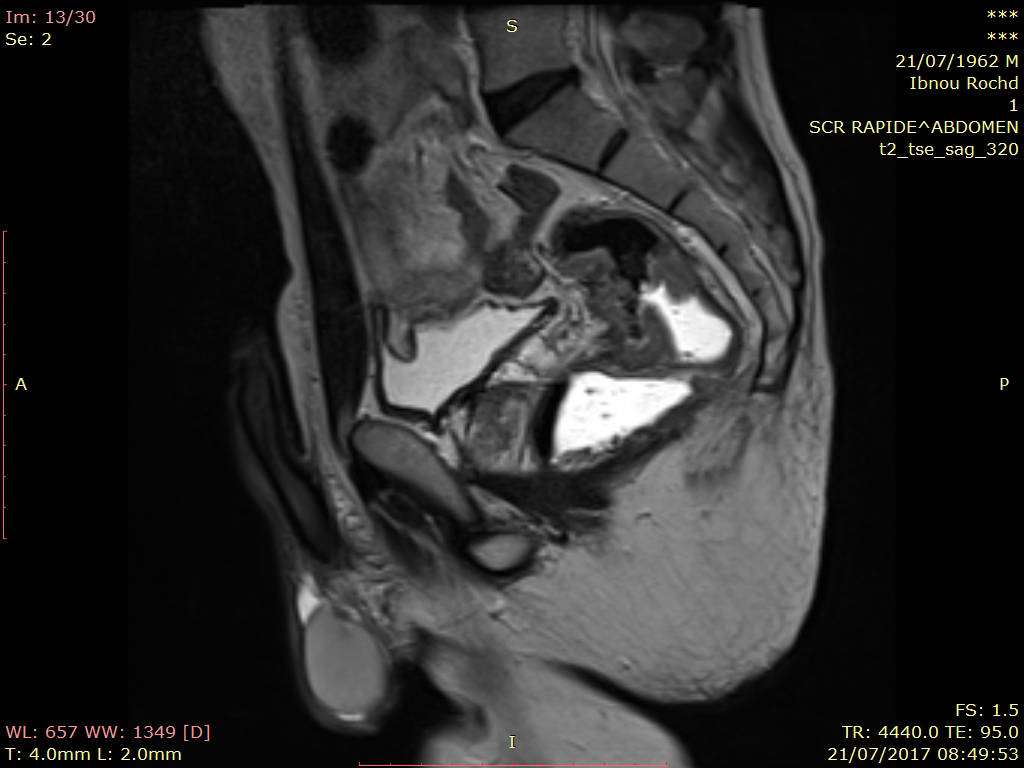 Im: 13/30
Se: 2
S
***
***
21/07/1962 M
Ibnou Rochd
1
SCR RAPIDE^ABDOMEN
t2_tse_sag_320
A
P
WL: 657 WW: 1349 [D]
T: 4.0mm L: 2.0mm
I
FS: 1.5
TR: 4440.0 TE: 95.0
21/07/2017 08:49:53